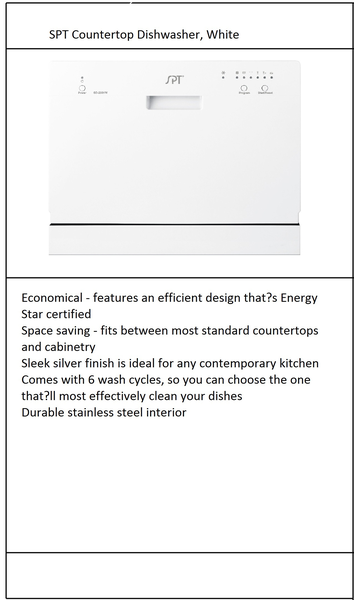 SPT Countertop Dishwasher, White
SPT
Economical - features an efficient design that?s Energy
Star certified
Space saving - fits between most standard countertops
and cabinetry
Sleek silver finish is ideal for any contemporary kitchen
Comes with 6 wash cycles, so you can choose the one
that?ll most effectively clean your dishes
Durable stainless steel interior